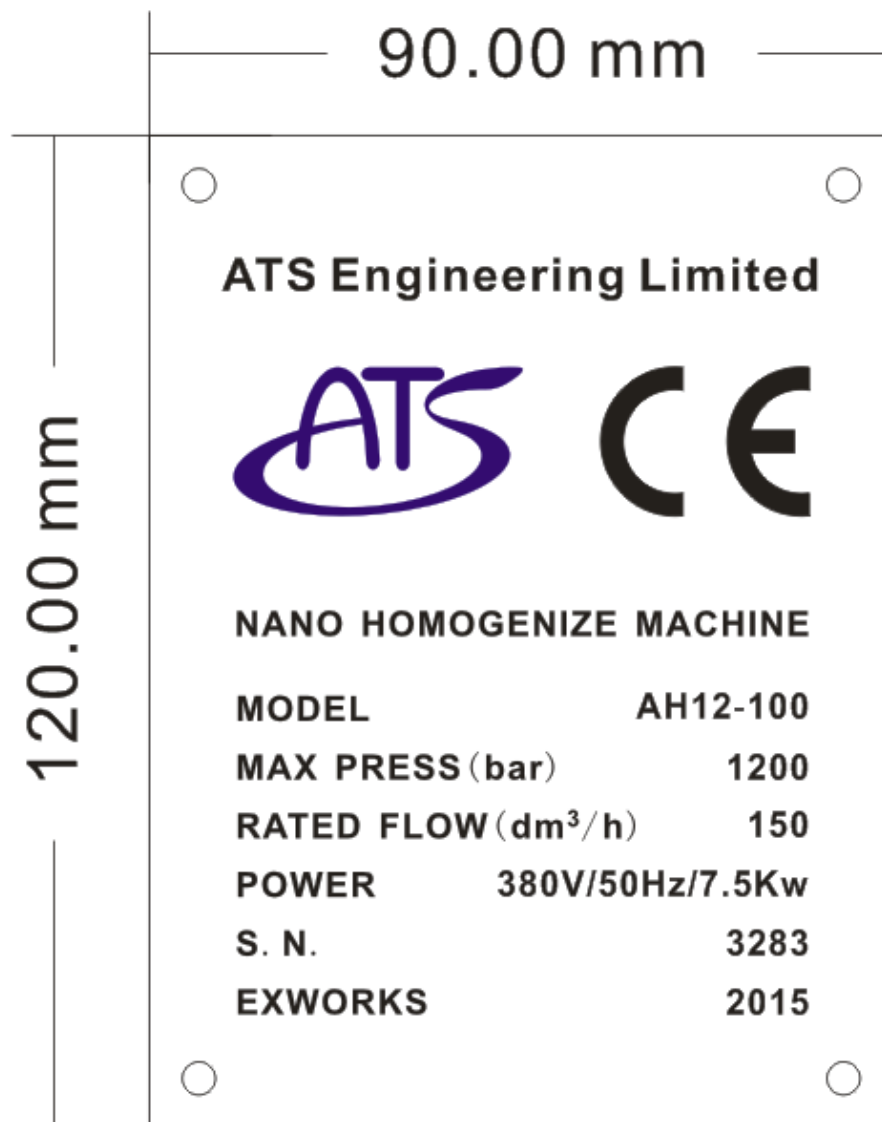 90.00 mm
120.00 mm
ATS Engineering Limited
ATS CE
NANO HOMOGENIZE MACHINE
MODEL AH12-100
MAX PRESS(bar) 1200
RATED FLOW(dm³/h) 150
POWER 380V/50Hz/7.5Kw
S. N. 3283
EXWORKS 2015